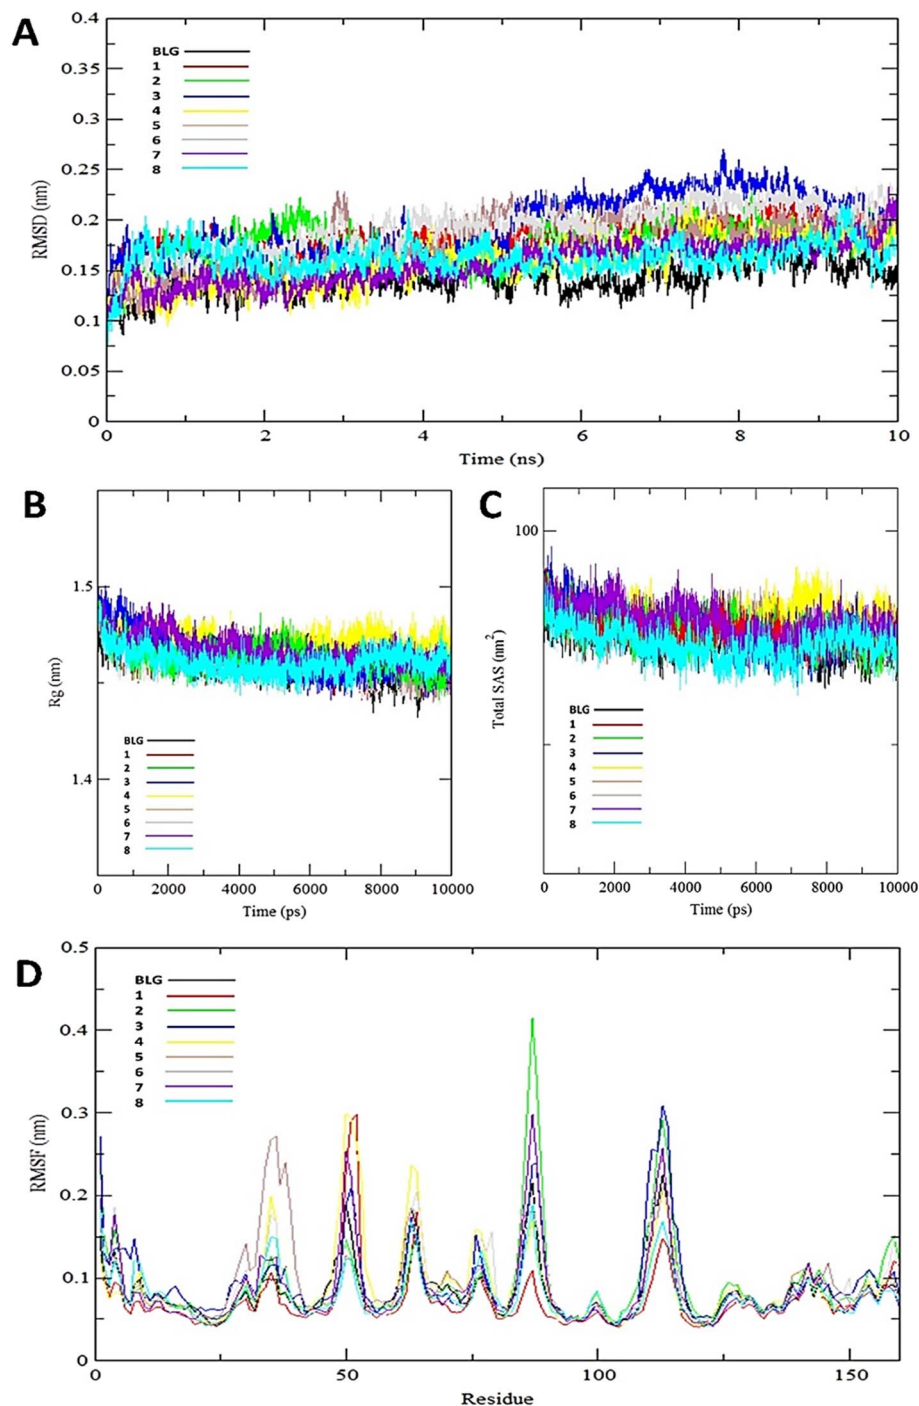 A
0.4
0.35
0.3
0.25
0.2
0.15
0.1
0.05
0
RMSD (nm)
BLG
1
2
3
4
5
6
7
8
0 2 4 6 8 10
Time (ns)
B
1.5
1.4
Rg (nm)
BLG
1
2
3
4
5
6
7
8
0 2000 4000 6000 8000 10000
Time (ps)
C
100
Total SAS (nm²)
BLG
1
2
3
4
5
6
7
8
0 2000 4000 6000 8000 10000
Time (ps)
D
0.5
0.4
0.3
0.2
0.1
0
RMSF (nm)
BLG
1
2
3
4
5
6
7
8
0 50 100 150
Residue